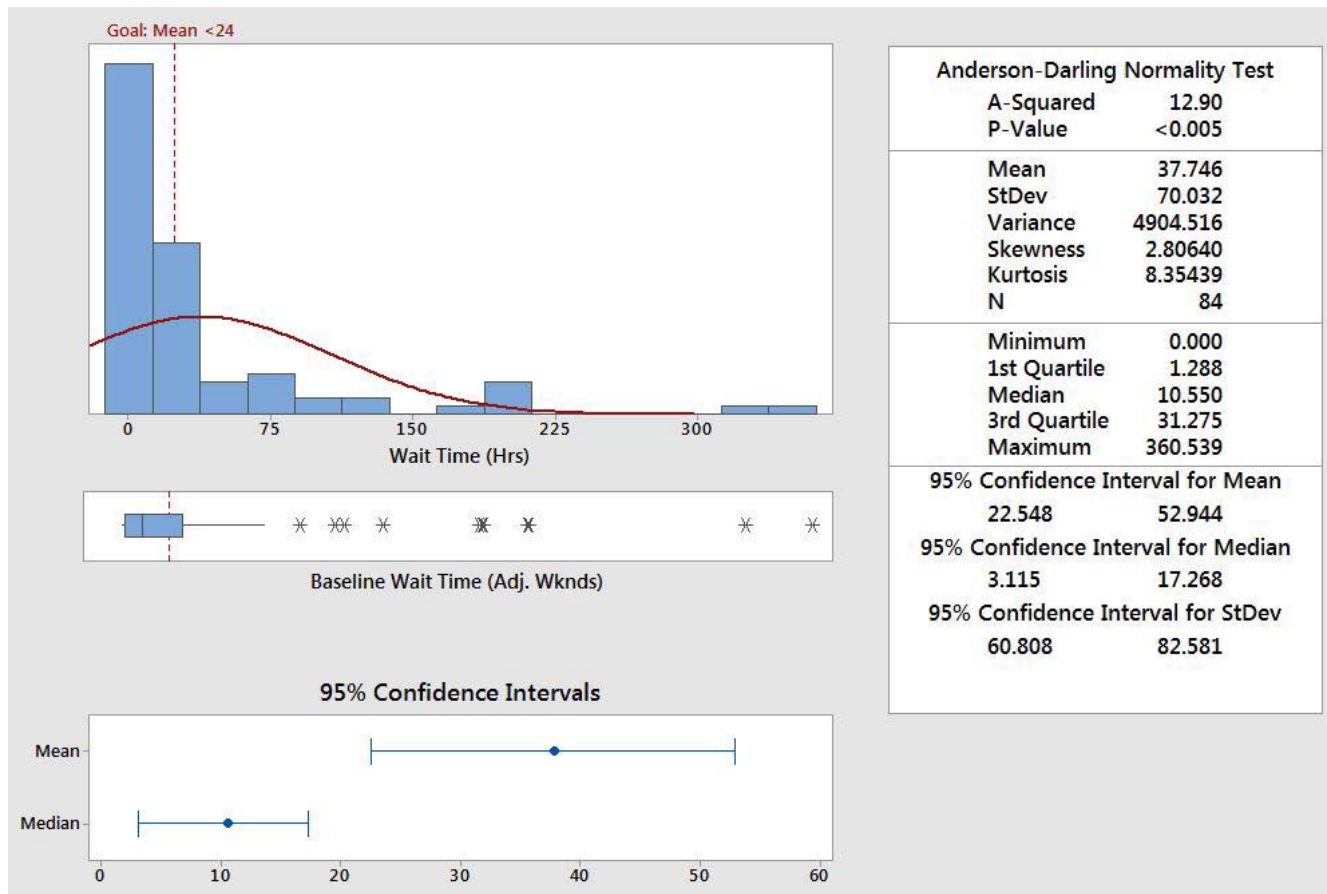 Goal: Mean <24
0 75 150 225 300
Wait Time (Hrs)
Baseline Wait Time (Adj. Wknds)
95% Confidence Intervals
Mean
Median
0 10 20 30 40 50 60
Anderson-Darling Normality Test
A-Squared 12.90
P-Value <0.005
Mean 37.746
StDev 70.032
Variance 4904.516
Skewness 2.80640
Kurtosis 8.35439
N 84
Minimum 0.000
1st Quartile 1.288
Median 10.550
3rd Quartile 31.275
Maximum 360.539
95% Confidence Interval for Mean
22.548 52.944
95% Confidence Interval for Median
3.115 17.268
95% Confidence Interval for StDev
60.808 82.581